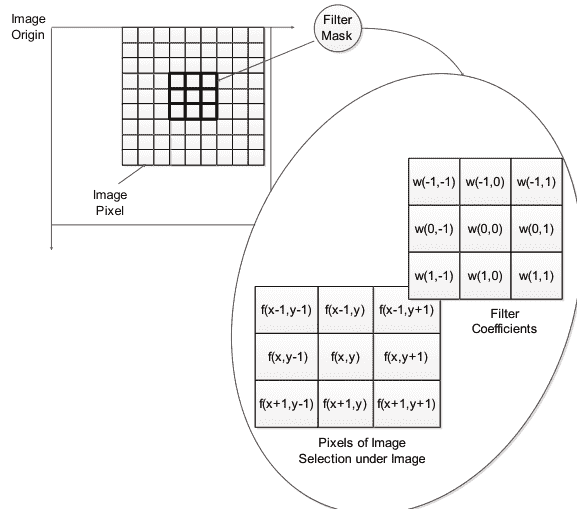 Image
Origin
Filter
Mask
Image
Pixel
w(-1,-1) w(-1,0) w(-1,1)
w(0,-1) w(0,0) w(0,1)
w(1,-1) w(1,0) w(1,1)
Filter
Coefficients
f(x-1,y-1) f(x-1,y) f(x-1,y+1)
f(x,y-1) f(x,y) f(x,y+1)
f(x+1,y-1) f(x+1,y) f(x+1,y+1)
Pixels of Image
Selection under Image